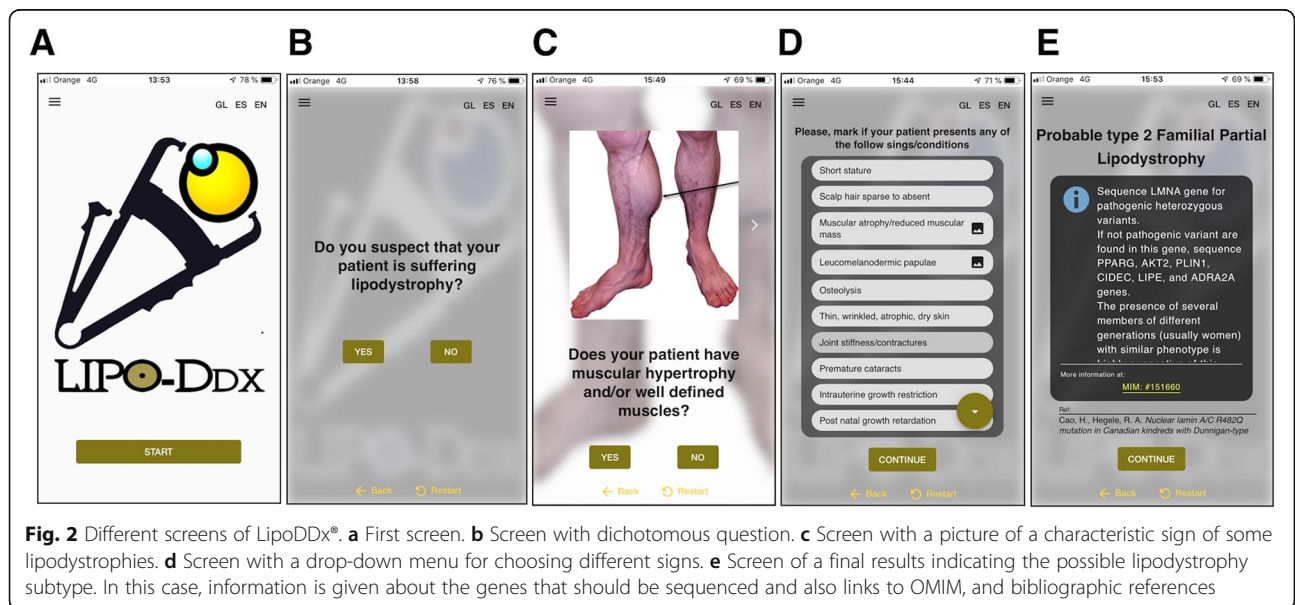 A
B
C
D
E
Orange 4G 13:53 78 %
GL ES EN
LIPO-DDX
START
Orange 4G 13:58 76 %
GL ES EN
Do you suspect that your
patient is suffering
lipodystrophy?
YES NO
Back Restart
Orange 4G 15:49 69 %
GL ES EN
Does your patient have
muscular hypertrophy
and/or well defined
muscles?
YES NO
Back Restart
Orange 4G 15:44 71 %
GL ES EN
Please, mark if your patient presents any of
the follow sings/conditions
Short stature
Scalp hair sparse to absent
Muscular atrophy/reduced muscular
mass
Leucomelanodermic papulae
Osteolysis
Thin, wrinkled, atrophic, dry skin
Joint stiffness/contractures
Premature cataracts
Intrauterine growth restriction
Post natal growth retardation
CONTINUE
Back Restart
Orange 4G 15:53 69 %
GL ES EN
Probable type 2 Familial Partial
Lipodystrophy
Sequence LMNA gene for
pathogenic heterozygous
variants.
If not pathogenic variant are
found in this gene, sequence
PPARG, AKT2, PLIN1,
CIDEC, LIPE, and ADRA2A
genes.
The presence of several
members of different
generations (usually women)
with similar phenotype is
More information at:
MIM: #151660
Ref:
Cao, H., Hegele, R. A. Nuclear lamin A/C R482Q
mutation in Canadian kindreds with Dunnigan-type
CONTINUE
Back Restart
Fig. 2 Different screens of LipoDDx®. a First screen. b Screen with dichotomous question. c Screen with a picture of a characteristic sign of some
lipodystrophies. d Screen with a drop-down menu for choosing different signs. e Screen of a final results indicating the possible lipodystrophy
subtype. In this case, information is given about the genes that should be sequenced and also links to OMIM, and bibliographic references